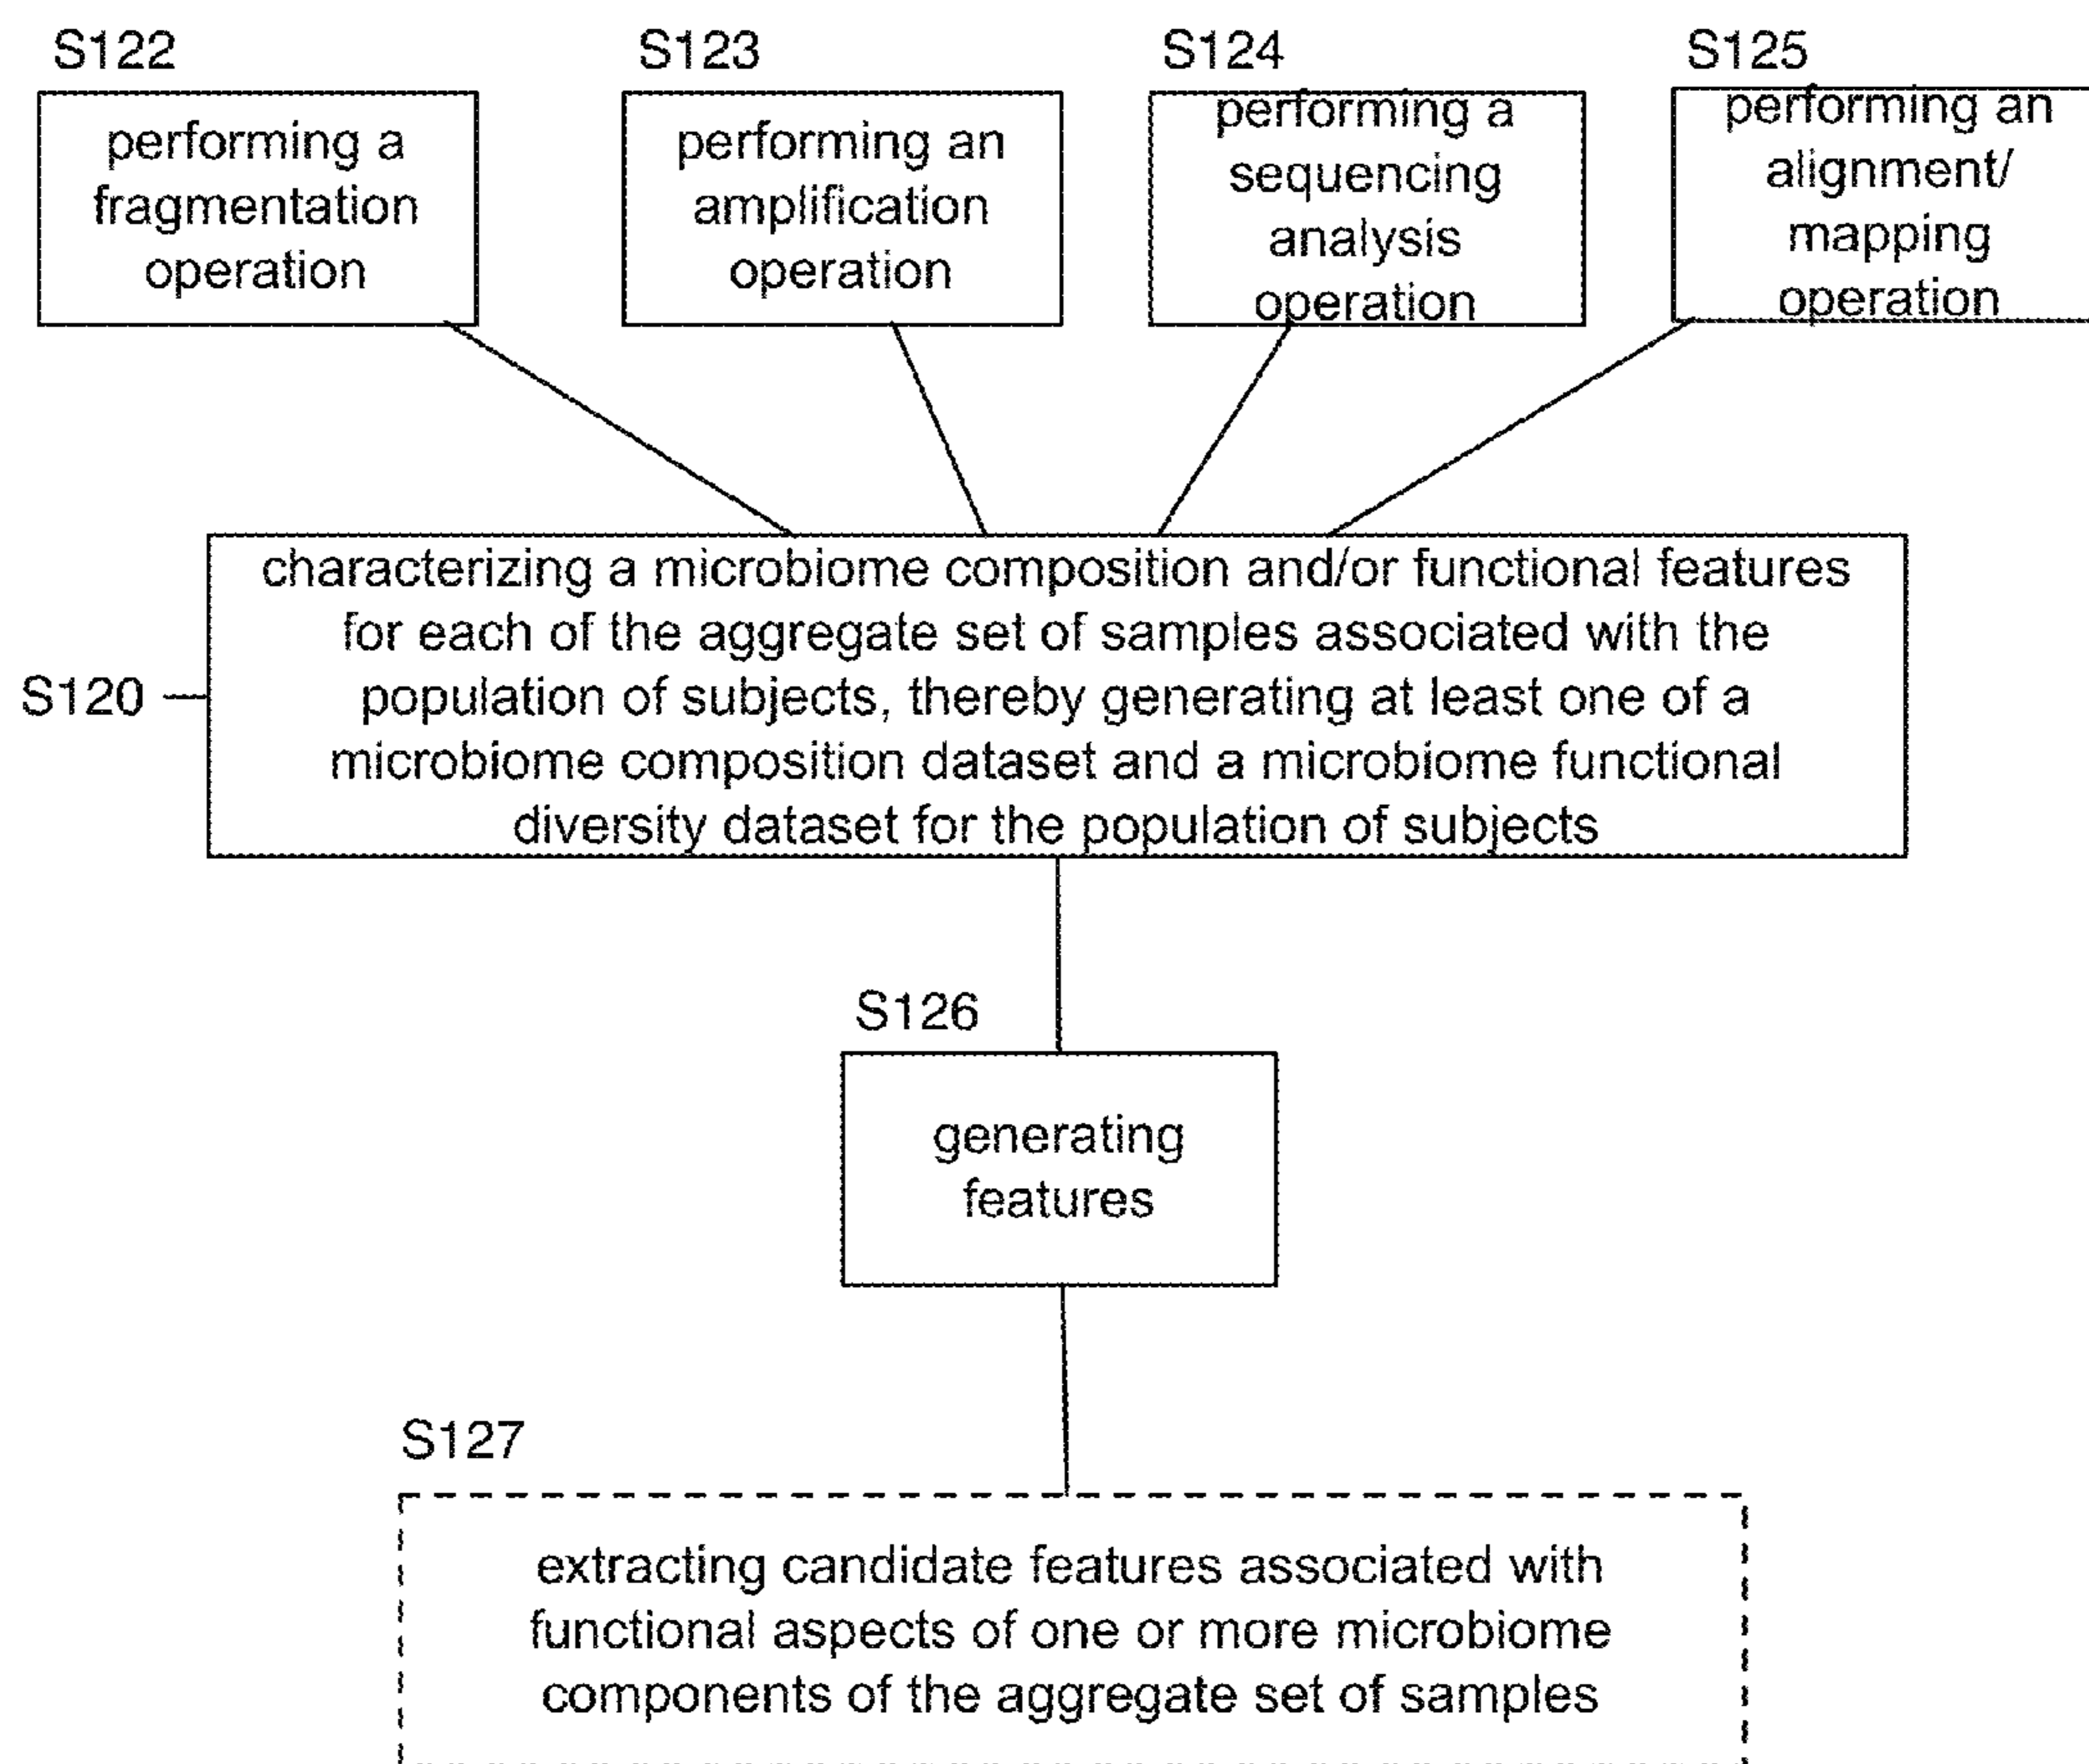 S122
performing a
fragmentation
operation
S123
performing an
amplification
operation
S124
performing a
sequencing
analysis
operation
S125
performing an
alignment/
mapping
operation
S120
characterizing a microbiome composition and/or functional features
for each of the aggregate set of samples associated with the
population of subjects, thereby generating at least one of a
microbiome composition dataset and a microbiome functional
diversity dataset for the population of subjects
S126
generating
features
S127
extracting candidate features associated with
functional aspects of one or more microbiome
components of the aggregate set of samples